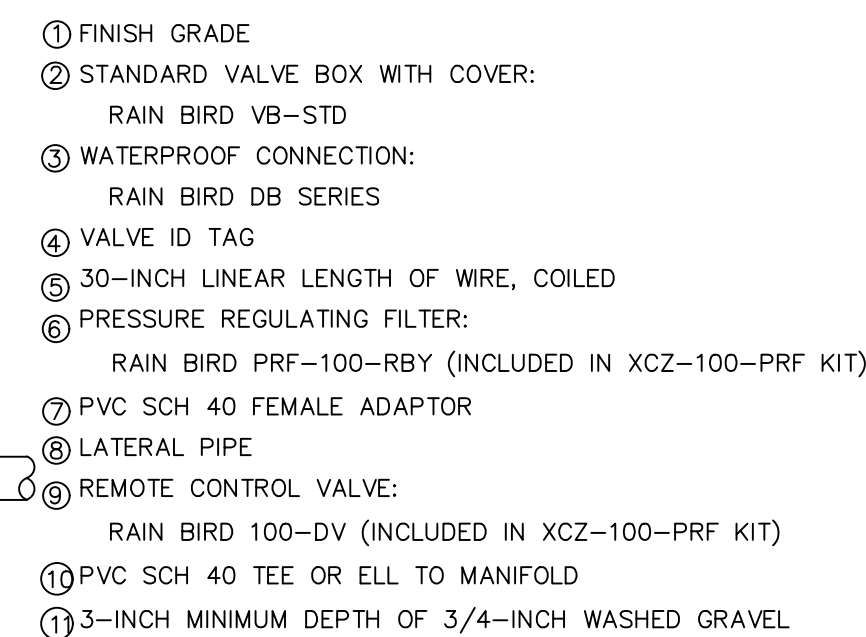 ① FINISH GRADE
② STANDARD VALVE BOX WITH COVER:
RAIN BIRD VB-STD
③ WATERPROOF CONNECTION:
RAIN BIRD DB SERIES
④ VALVE ID TAG
⑤ 30-INCH LINEAR LENGTH OF WIRE, COILED
⑥ PRESSURE REGULATING FILTER:
RAIN BIRD PRF-100-RBY (INCLUDED IN XCZ-100-PRF KIT)
⑦ PVC SCH 40 FEMALE ADAPTOR
⑧ LATERAL PIPE
⑨ REMOTE CONTROL VALVE:
RAIN BIRD 100-DV (INCLUDED IN XCZ-100-PRF KIT)
⑩ PVC SCH 40 TEE OR ELL TO MANIFOLD
⑪ 3-INCH MINIMUM DEPTH OF 3/4-INCH WASHED GRAVEL